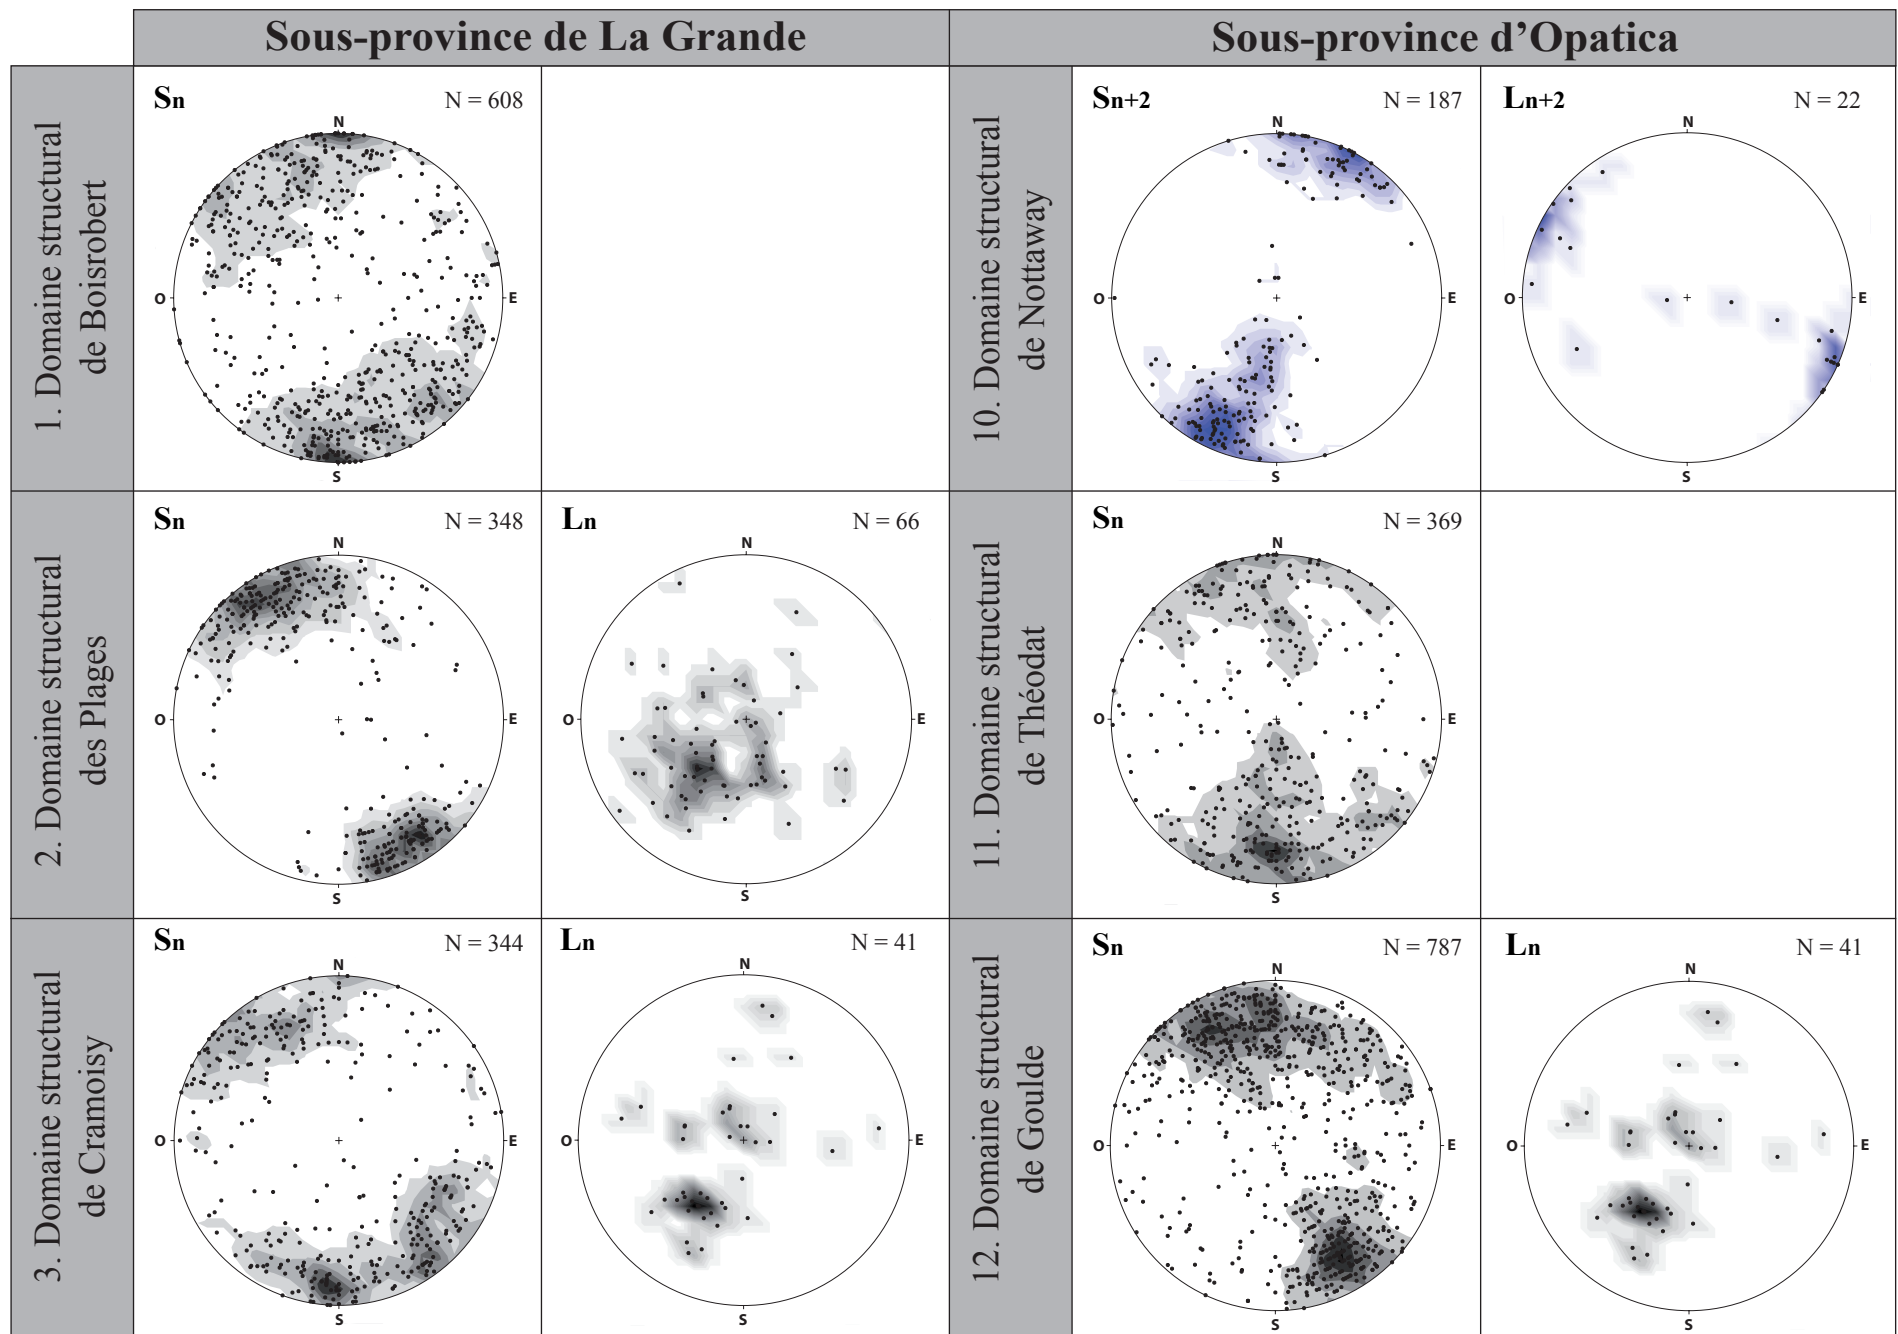 Sous-province de La Grande
Sous-province d'Opatica
1. Domaine structural
de Boisrobert
Sn
N = 608
N
O
E
S
10. Domaine structural
de Nottaway
Sn+2
N = 187
N
O
E
S
Ln+2
N = 22
N
O
E
S
2. Domaine structural
des Plages
Sn
N = 348
N
O
E
S
Ln
N = 66
N
O
E
S
11. Domaine structural
de Théodat
Sn
N = 369
N
O
E
S
3. Domaine structural
de Cramoisy
Sn
N = 344
N
O
E
S
Ln
N = 41
N
O
E
S
12. Domaine structural
de Goulde
Sn
N = 787
N
O
E
S
Ln
N = 41
N
O
E
S